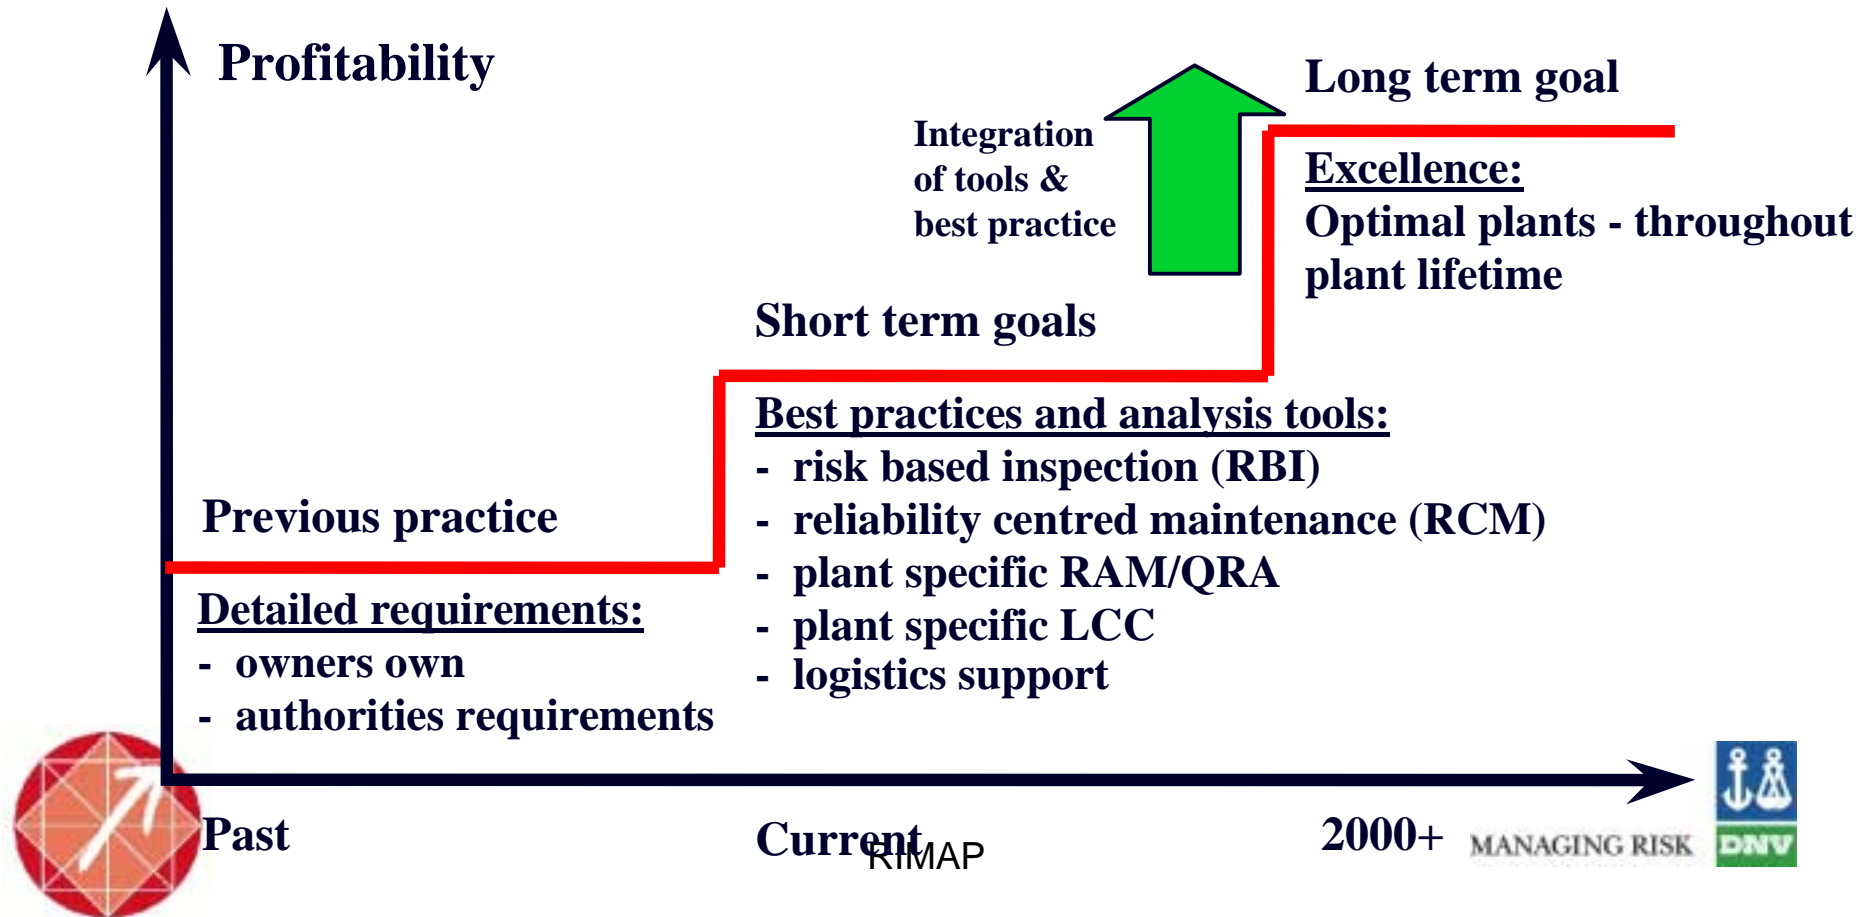 Profitability
Long term goal
Integration
of tools &
best practice
Excellence:
Optimal plants - throughout
plant lifetime
Short term goals
Best practices and analysis tools:
- risk based inspection (RBI)
- reliability centred maintenance (RCM)
- plant specific RAM/QRA
- plant specific LCC
- logistics support
Previous practice
Detailed requirements:
- owners own
- authorities requirements
Past
Current
2000+
RIMAP
MANAGING RISK
DNV